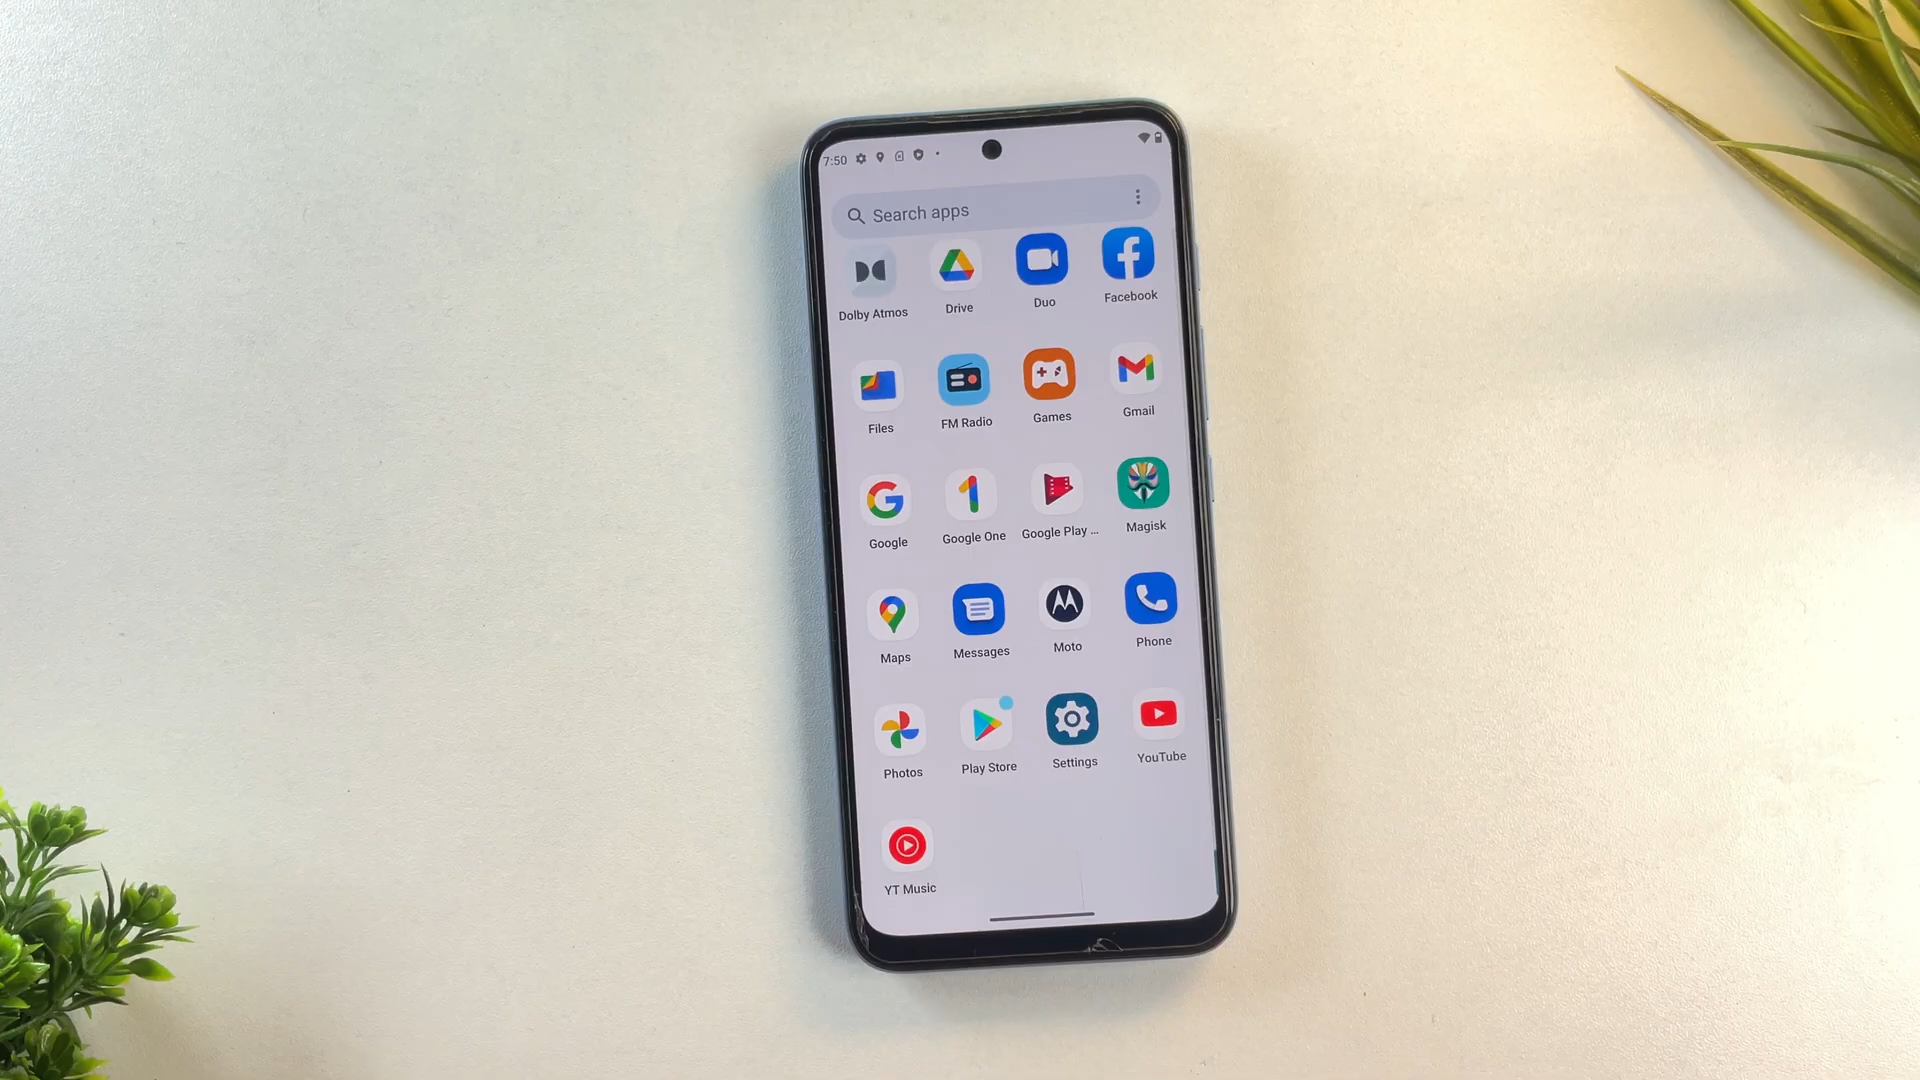 7:50
Search apps
Dolby Atmos
Drive
Duo
Facebook
Files
FM Radio
Games
Gmail
Google
Google One
Google Play ...
Magisk
Maps
Messages
Moto
Phone
Photos
Play Store
Settings
YouTube
YT Music